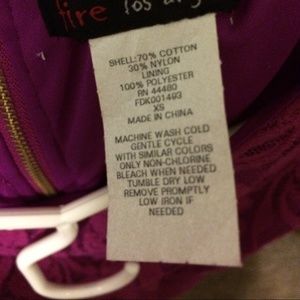 fire los
SHELL:70% COTTON
30% NYLON
LINING
100% POLYESTER
RN 44480
FDK001493
XS
MADE IN CHINA
MACHINE WASH COLD
GENTLE CYCLE
WITH SIMILAR COLORS
ONLY NON-CHLORINE
BLEACH WHEN NEEDED
TUMBLE DRY LOW
REMOVE PROMPTLY
LOW IRON IF
NEEDED